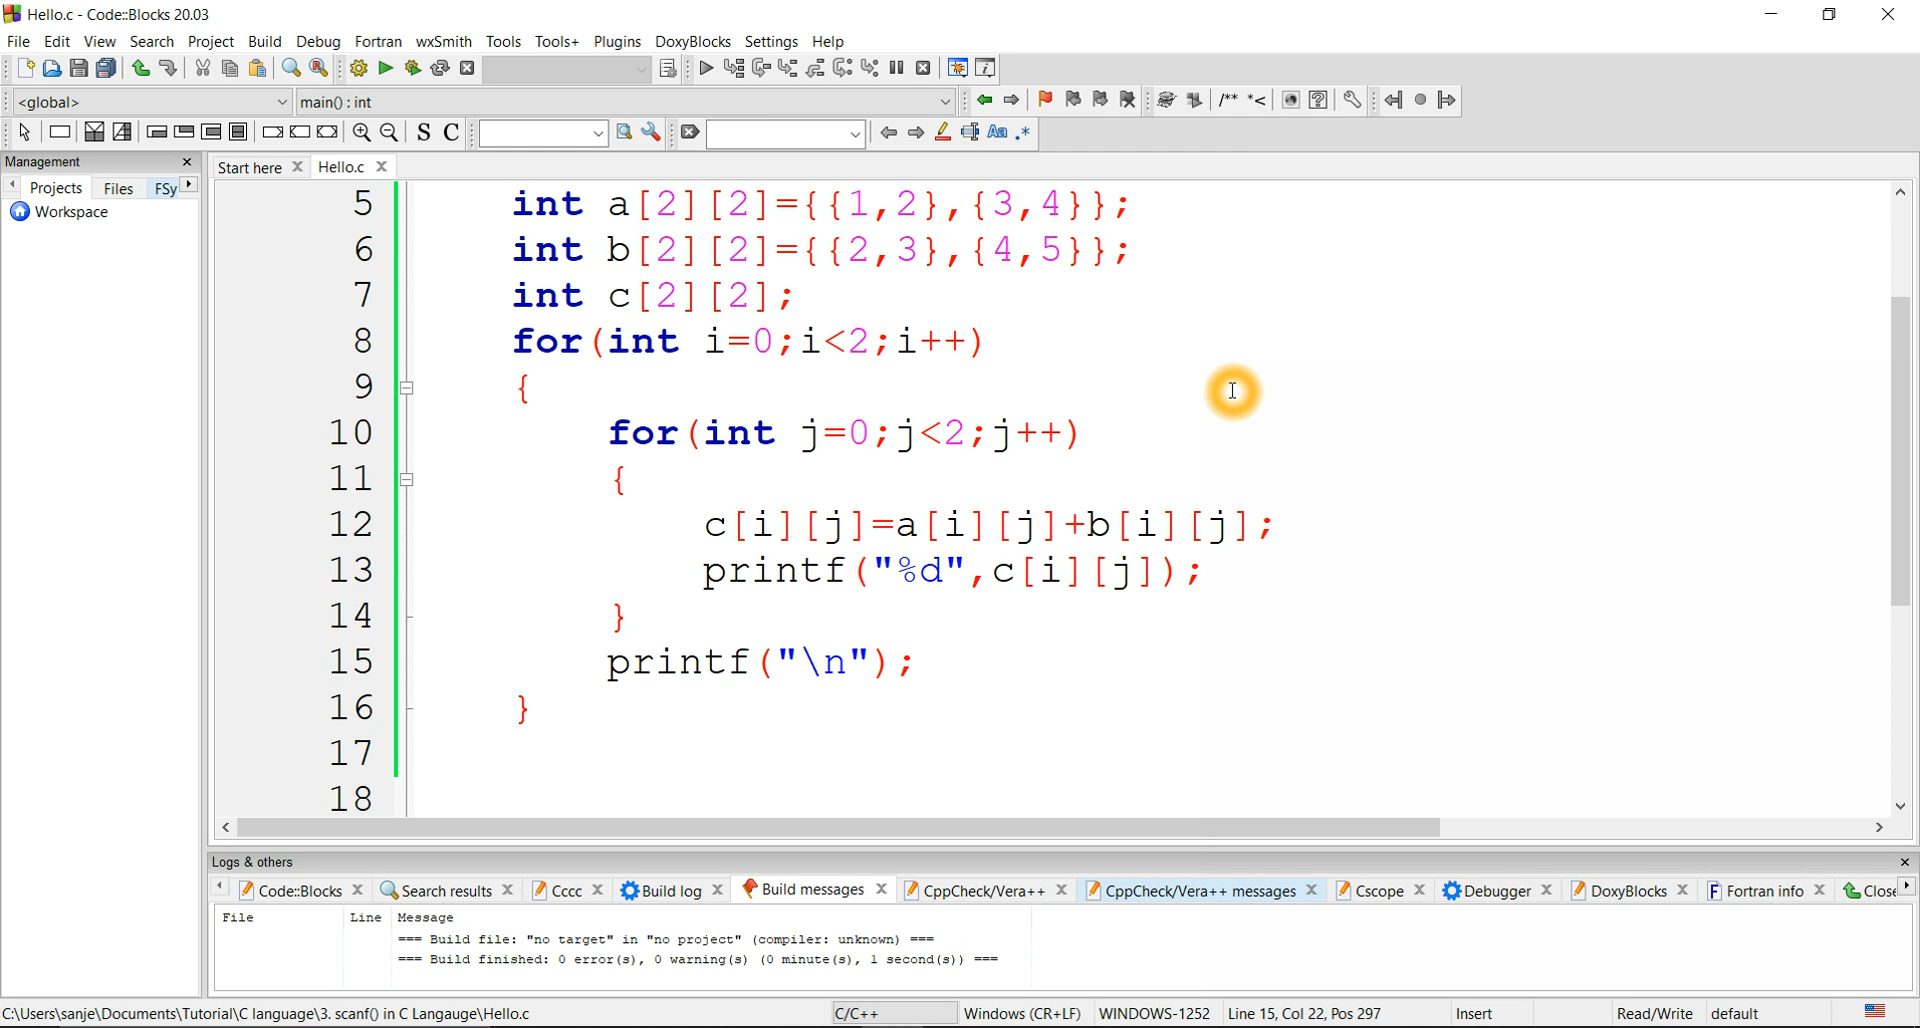 Hello.c - Code::Blocks 20.03
File Edit View Search Project Build Debug Fortran wxSmith Tools Tools+ Plugins DoxyBlocks Settings Help
<global> main() : int
/** *<
S C Aa .*
Management
Start here Hello.c
Projects Files FSy
Workspace
5 int a[2][2]={{1,2},{3,4}};
6 int b[2][2]={{2,3},{4,5}};
7 int c[2][2];
8 for(int i=0;i<2;i++)
9 {
10 for(int j=0;j<2;j++)
11 {
12 c[i][j]=a[i][j]+b[i][j];
13 printf("%d",c[i][j]);
14 }
15 printf("\n");
16 }
17
18
Logs & others
Code::Blocks Search results Cccc Build log Build messages CppCheck/Vera++ CppCheck/Vera++ messages Cscope Debugger DoxyBlocks Fortran info Close
File Line Message
=== Build file: "no target" in "no project" (compiler: unknown) ===
=== Build finished: 0 error(s), 0 warning(s) (0 minute(s), 1 second(s)) ===
C:\Users\sanje\Documents\Tutorial\C language\3. scanf() in C Langauge\Hello.c C/C++ Windows (CR+LF) WINDOWS-1252 Line 15, Col 22, Pos 297 Insert Read/Write default